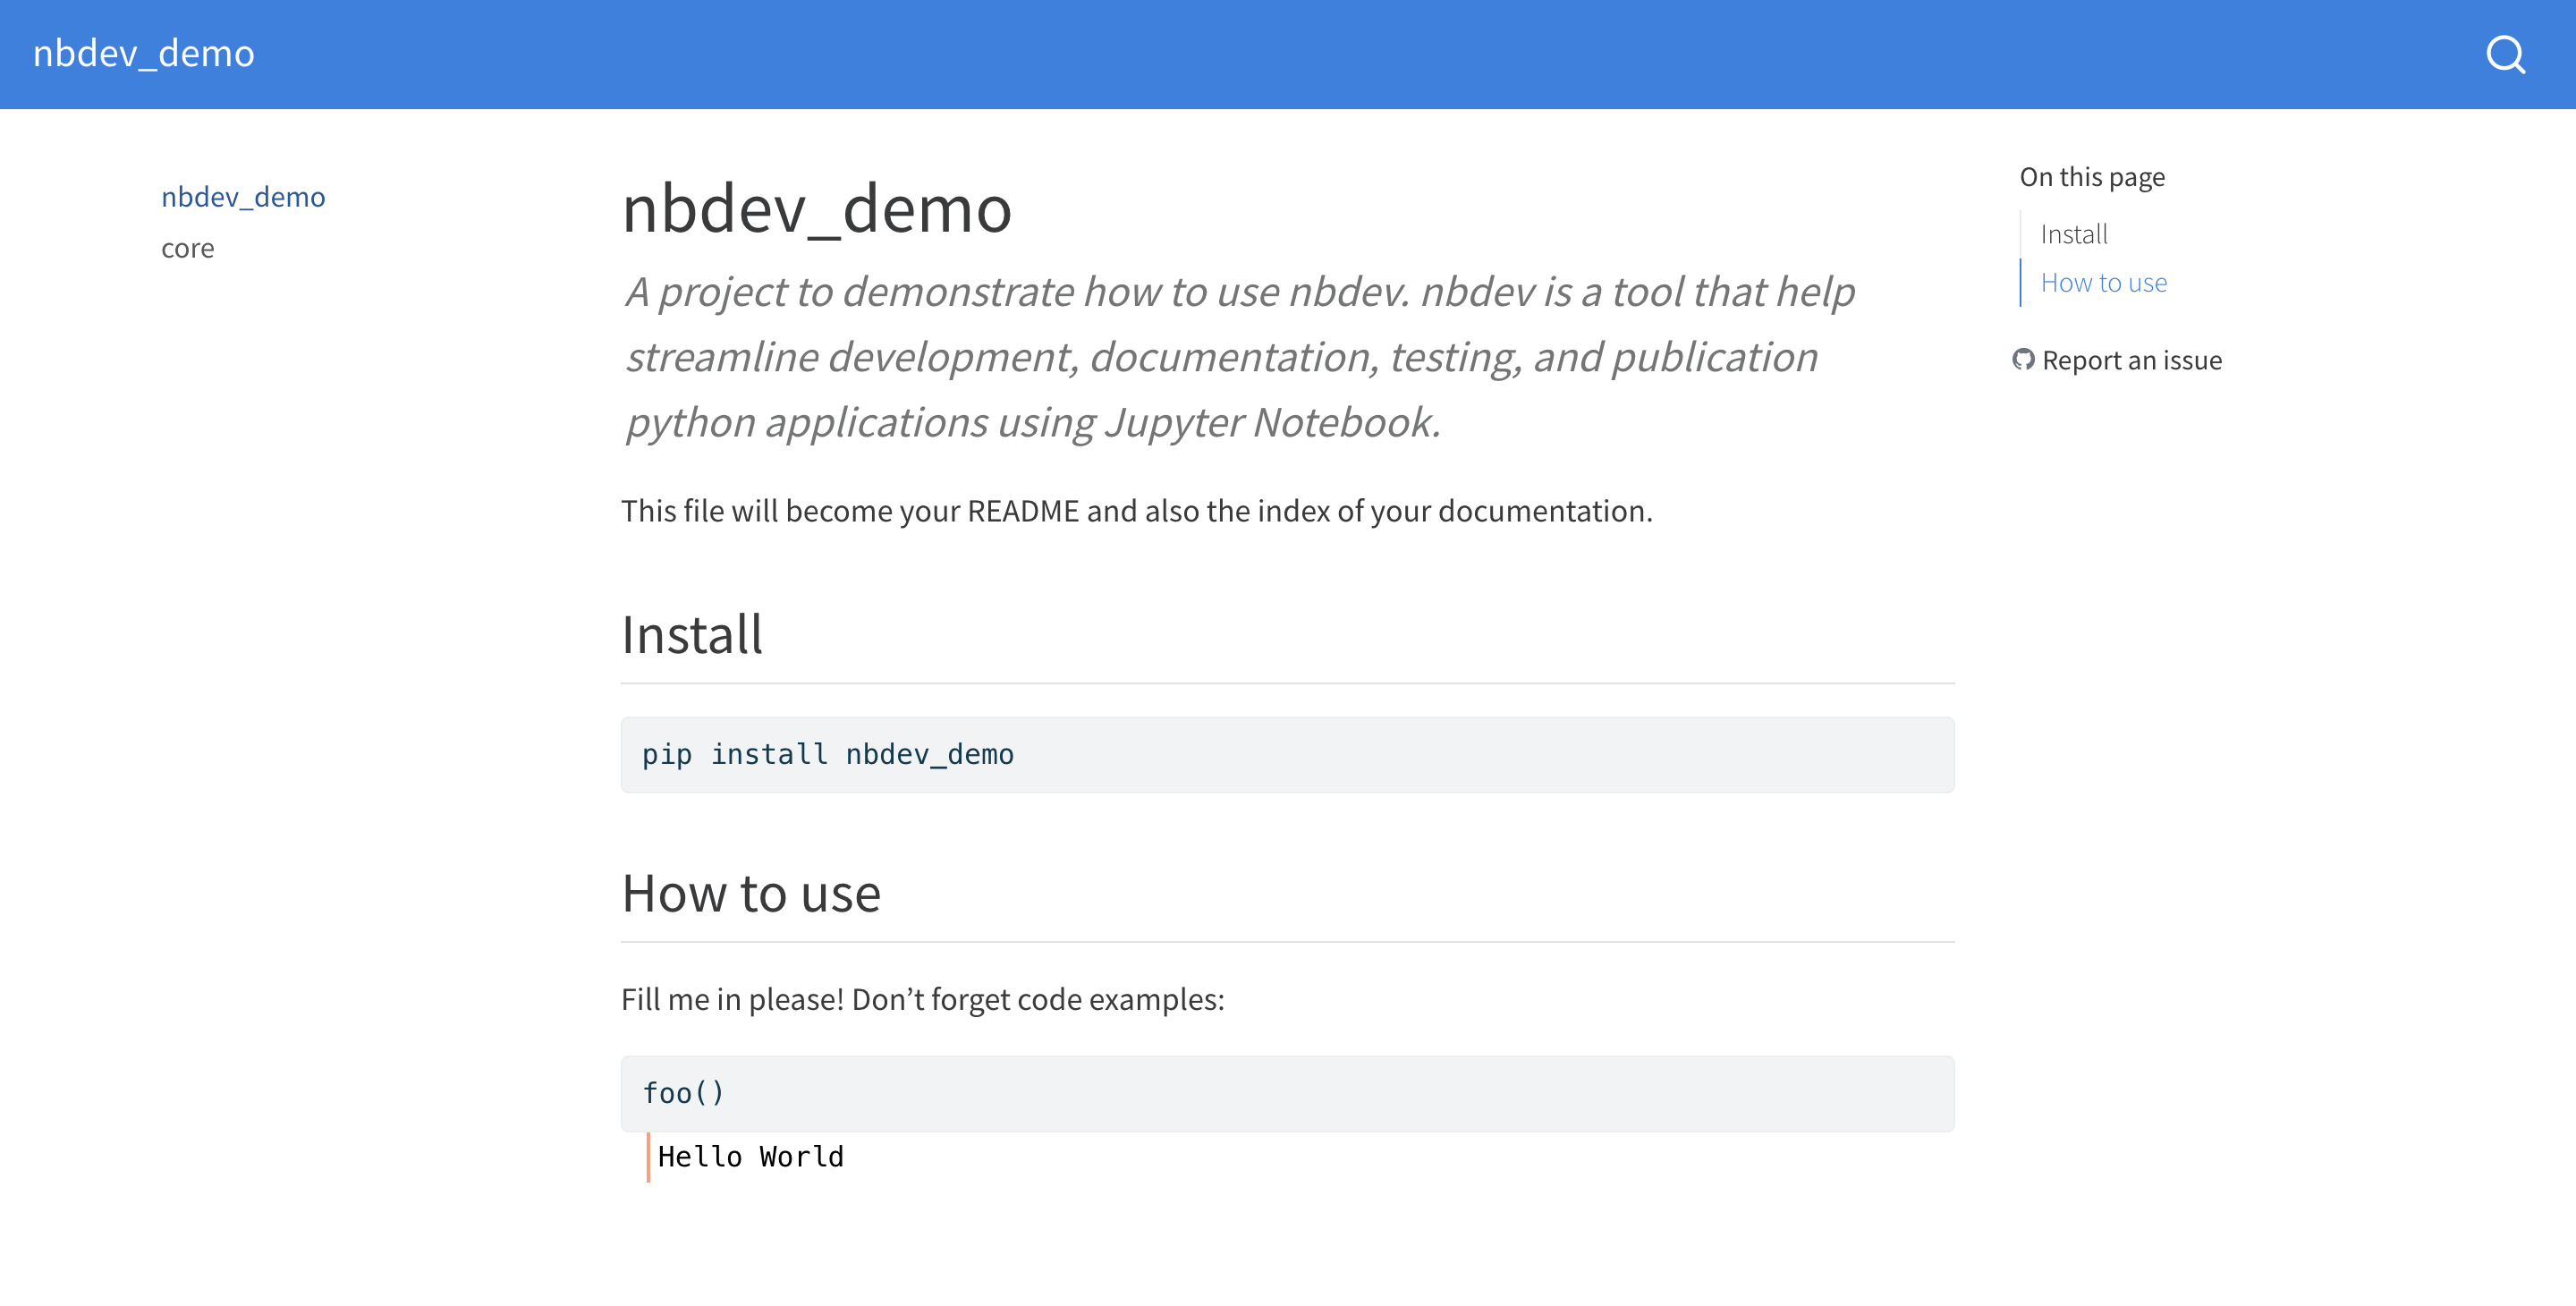 nbdev_demo
nbdev_demo
core
nbdev_demo
A project to demonstrate how to use nbdev. nbdev is a tool that help
streamline development, documentation, testing, and publication
python applications using Jupyter Notebook.
This file will become your README and also the index of your documentation.
Install
pip install nbdev_demo
How to use
Fill me in please! Don’t forget code examples:
foo()
Hello World
On this page
Install
How to use
Report an issue